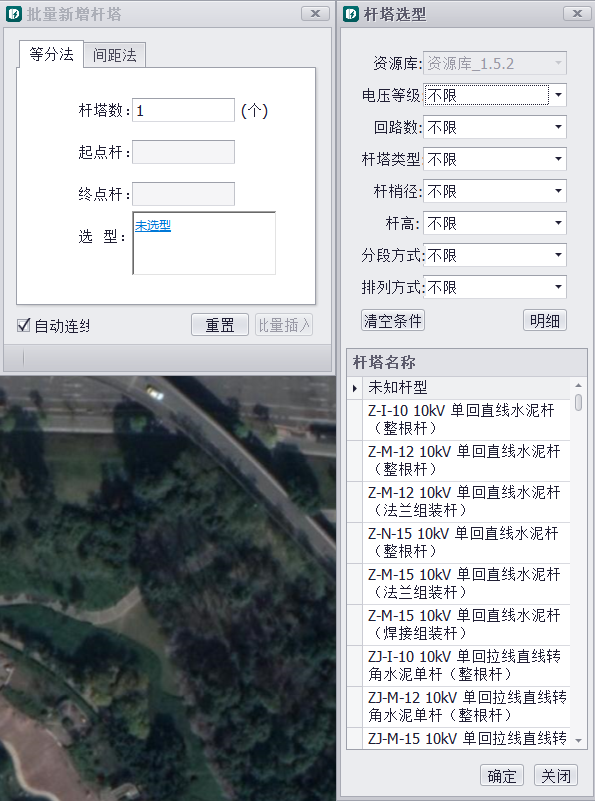 批量新增杆塔
等分法
间距法
杆塔数:
1
(个)
起点杆:
终点杆:
选 型:
未选型
自动连线
重置
批量插入
杆塔选型
资源库:
资源库_1.5.2
电压等级:
不限
回路数:
不限
杆塔类型:
不限
杆梢径:
不限
杆高:
不限
分段方式:
不限
排列方式:
不限
清空条件
明细
杆塔名称
未知杆型
Z-I-10 10kV 单回直线水泥杆
（整根杆）
Z-M-12 10kV 单回直线水泥杆
（整根杆）
Z-M-12 10kV 单回直线水泥杆
（法兰组装杆）
Z-N-15 10kV 单回直线水泥杆
（整根杆）
Z-M-15 10kV 单回直线水泥杆
（法兰组装杆）
Z-M-15 10kV 单回直线水泥杆
（焊接组装杆）
ZJ-I-10 10kV 单回拉线直线转
角水泥单杆（整根杆）
ZJ-M-12 10kV 单回拉线直线转
角水泥单杆（整根杆）
ZJ-M-15 10kV 单回拉线直线转
确定
关闭